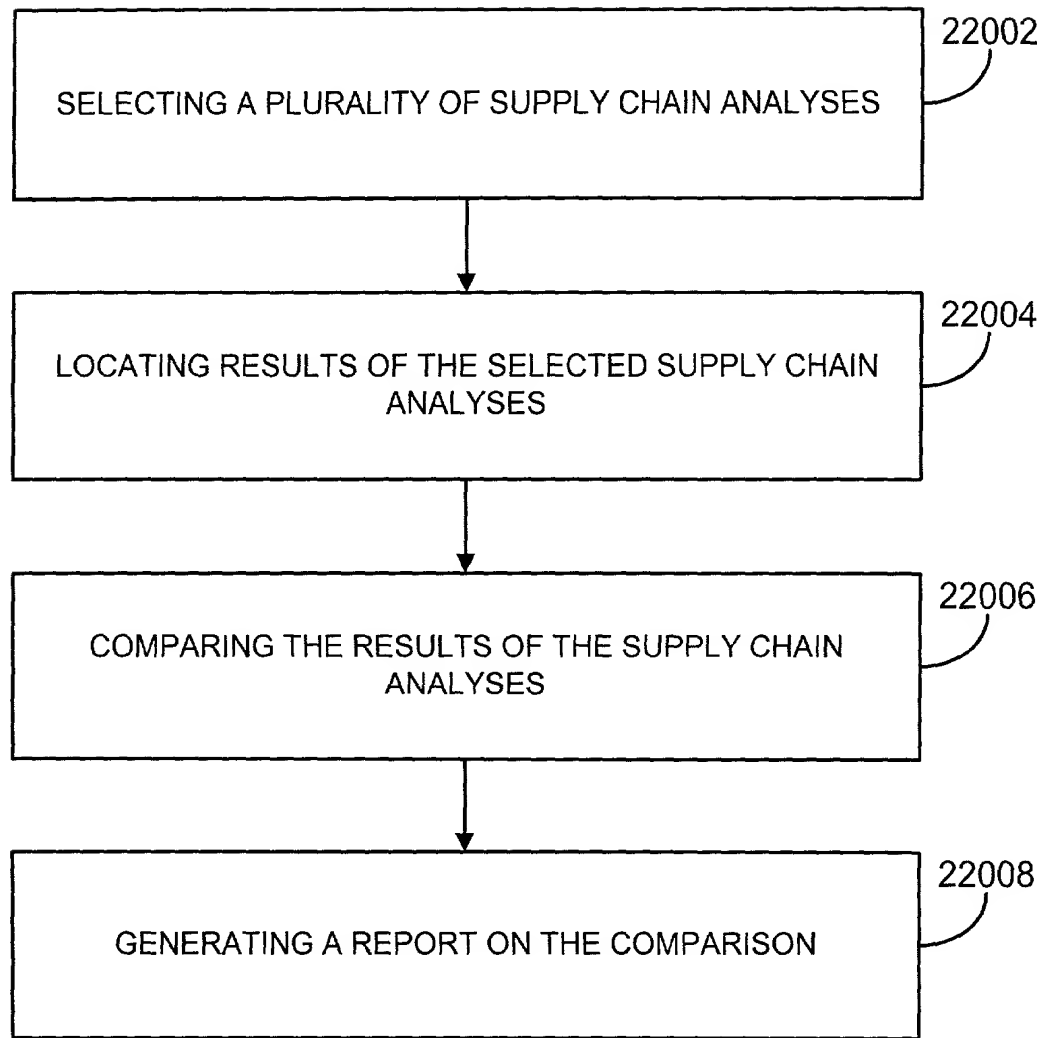 22002
SELECTING A PLURALITY OF SUPPLY CHAIN ANALYSES
22004
LOCATING RESULTS OF THE SELECTED SUPPLY CHAIN
ANALYSES
22006
COMPARING THE RESULTS OF THE SUPPLY CHAIN
ANALYSES
22008
GENERATING A REPORT ON THE COMPARISON